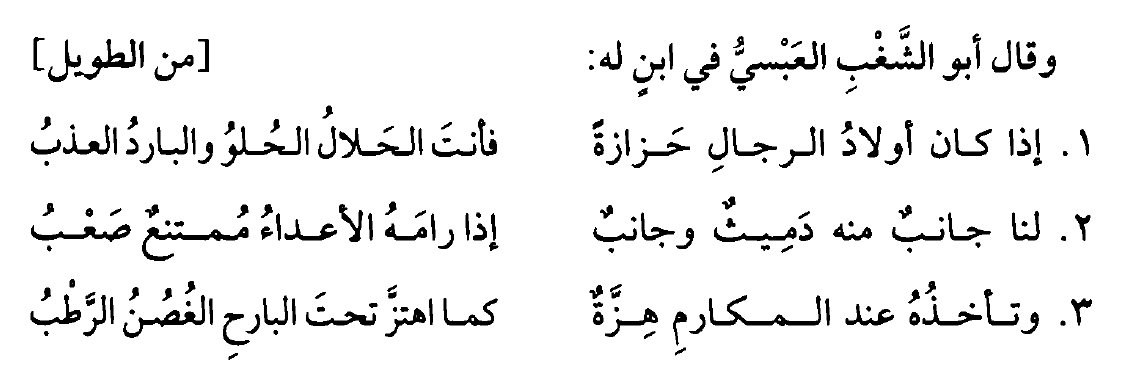 وقال أبو الشَّغْبِ العَبْسيُّ في ابنٍ له: [من الطويل]
١. إذا كان أولادُ الرجالِ حَزازةً فأنتَ الحَلالُ الحُلوُ والباردُ العذبُ
٢. لنا جانبٌ منه دَمِيثٌ وجانبٌ إذا رامَهُ الأعداءُ مُمتنعٌ صَعْبُ
٣. وتأخذُهُ عند المكارمِ هِزَّةٌ كما اهتزَّ تحتَ البارحِ الغُصُنُ الرَّطْبُ